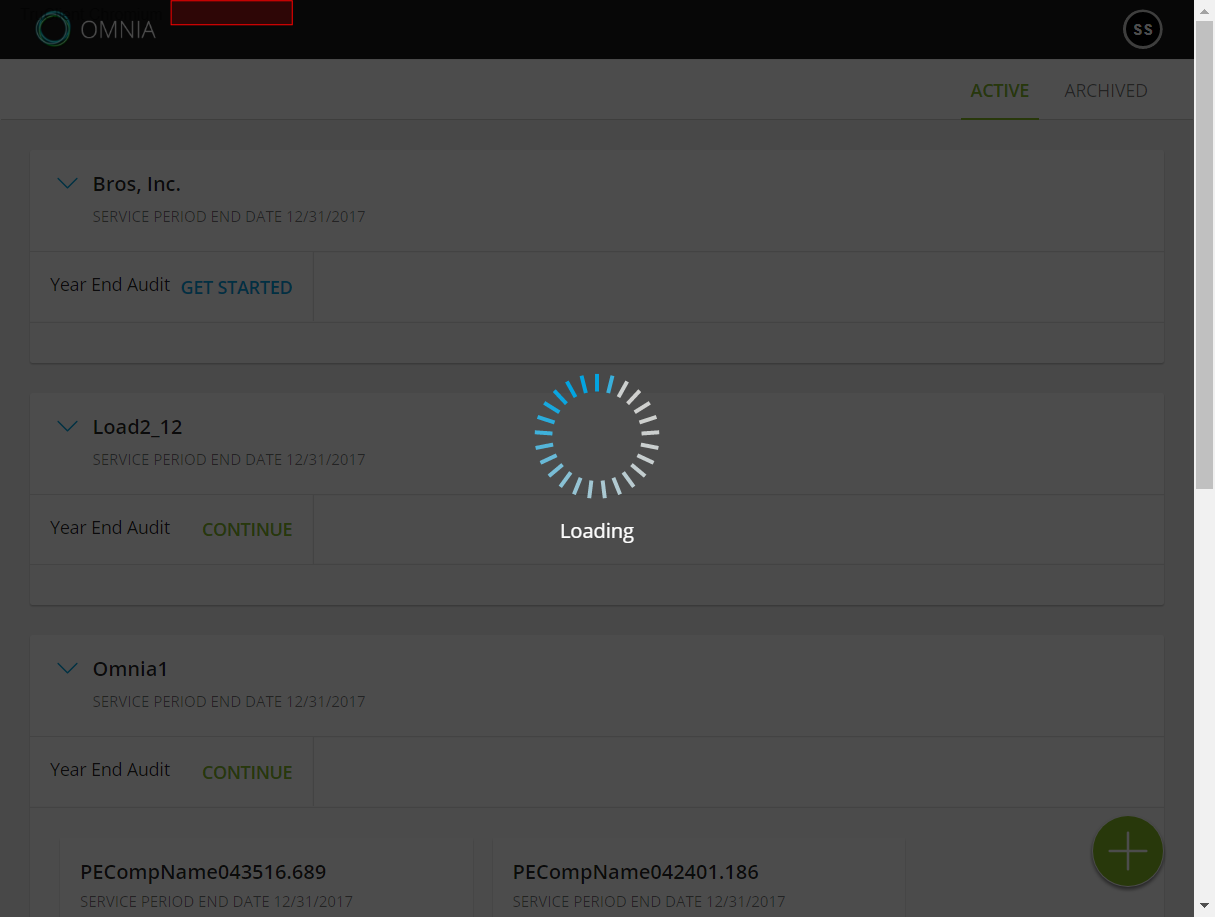 OMNIA
SS
ACTIVE ARCHIVED
Bros, Inc.
SERVICE PERIOD END DATE 12/31/2017
Year End Audit GET STARTED
Load2_12
SERVICE PERIOD END DATE 12/31/2017
Year End Audit CONTINUE
Loading
Omnia1
SERVICE PERIOD END DATE 12/31/2017
Year End Audit CONTINUE
PECompName043516.689 PECompName042401.186
SERVICE PERIOD END DATE 12/31/2017 SERVICE PERIOD END DATE 12/31/2017